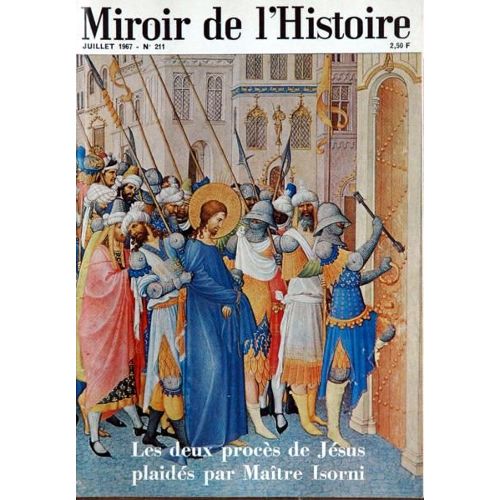 Miroir de l'Histoire
JUILLET 1967 - N° 211
2,50 F
Les deux procès de Jésus
plaidés par Maître Isorni